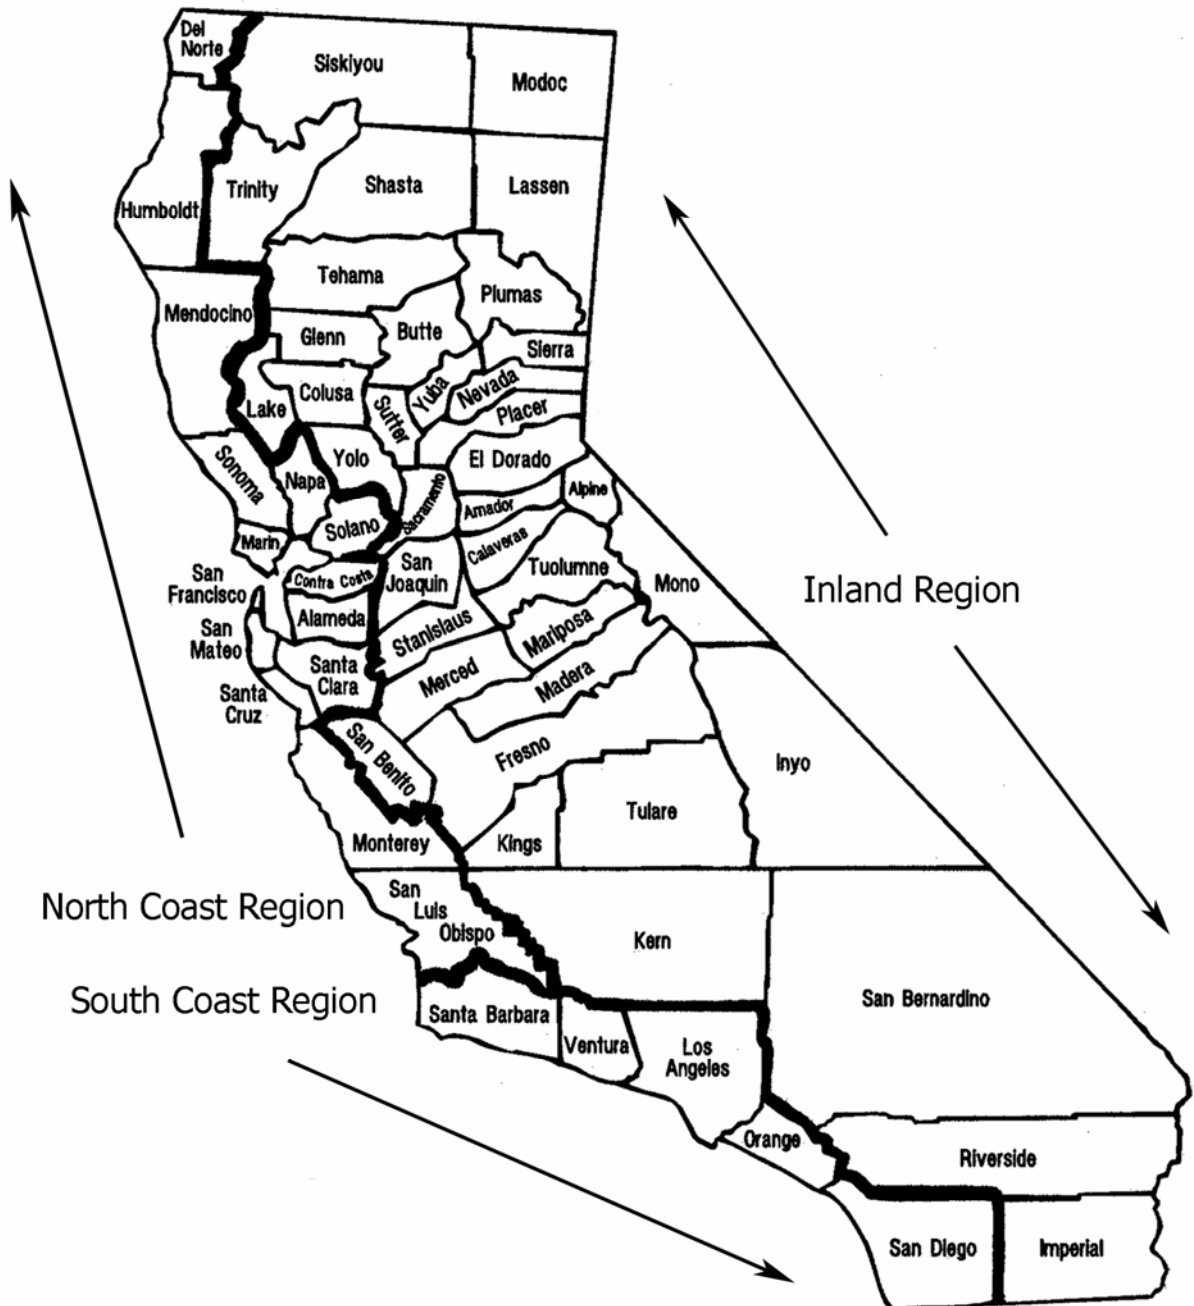 Del
Norte
Siskiyou
Modoc
Humboldt
Trinity
Shasta
Lassen
Tehama
Plumas
Mendocino
Glenn
Butte
Sierra
Colusa
Lake
Sutter
Yuba
Nevada
Placer
Sonoma
Napa
Yolo
El Dorado
Sacramento
Amador
Alpine
Marin
Solano
Calaveras
Tuolumne
Mono
San
Francisco
Contra Costa
San
Joaquin
Inland Region
San
Mateo
Alameda
Stanislaus
Mariposa
Santa
Cruz
Santa
Clara
Merced
Madera
San Benito
Fresno
Inyo
Monterey
Kings
Tulare
North Coast Region
San
Luis
Obispo
Kern
South Coast Region
Santa Barbara
Ventura
Los
Angeles
San Bernardino
Orange
Riverside
San Diego
Imperial